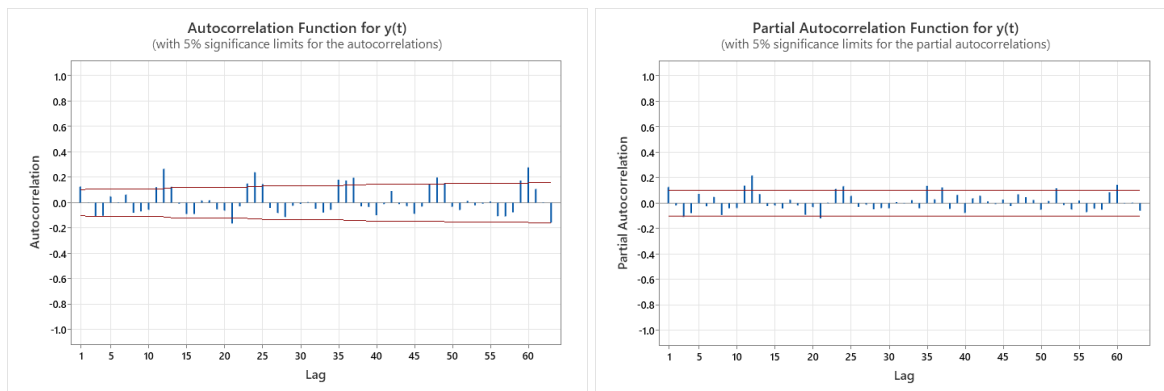 Autocorrelation Function for y(t)
(with 5% significance limits for the autocorrelations)
Autocorrelation
1.0
0.8
0.6
0.4
0.2
0.0
-0.2
-0.4
-0.6
-0.8
-1.0
1 5 10 15 20 25 30 35 40 45 50 55 60
Lag
Partial Autocorrelation Function for y(t)
(with 5% significance limits for the partial autocorrelations)
Partial Autocorrelation
1.0
0.8
0.6
0.4
0.2
0.0
-0.2
-0.4
-0.6
-0.8
-1.0
1 5 10 15 20 25 30 35 40 45 50 55 60
Lag